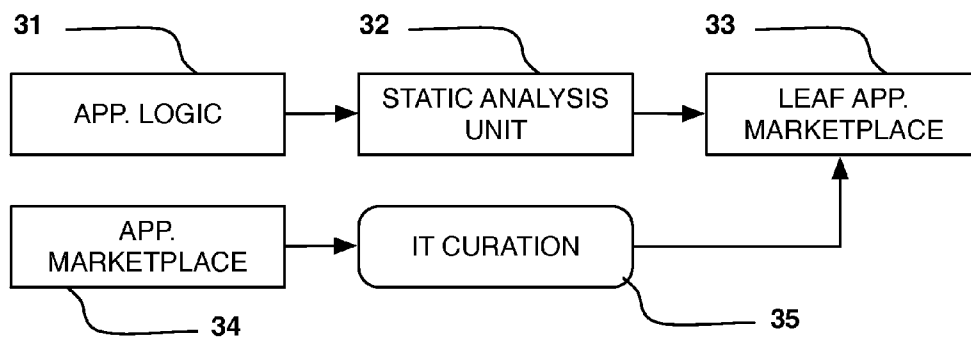 31
32
33
APP. LOGIC
STATIC ANALYSIS
UNIT
LEAF APP.
MARKETPLACE
APP.
MARKETPLACE
IT CURATION
34
35